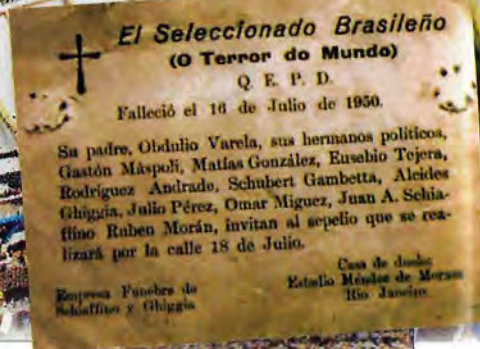 El Seleccionado Brasileño
(O Terror do Mundo)
Q. E. P. D.
Falleció el 16 de Julio de 1950.
Su padre, Obdulio Varela, sus hermanos políticos,
Gastón Máspoli, Matías González, Eusebio Tejera,
Rodríguez Andrade, Schubert Gambetta, Alcides
Ghiggia, Julio Pérez, Omar Miguez, Juan A. Schia-
ffino Ruben Morán, invitan al sepelio que se rea-
lizará por la calle 18 de Julio.
Empresa Funebre de
Schiaffino y Ghiggia
Casa de duelo
Estadio Méndes de Moraes
Río Janeiro